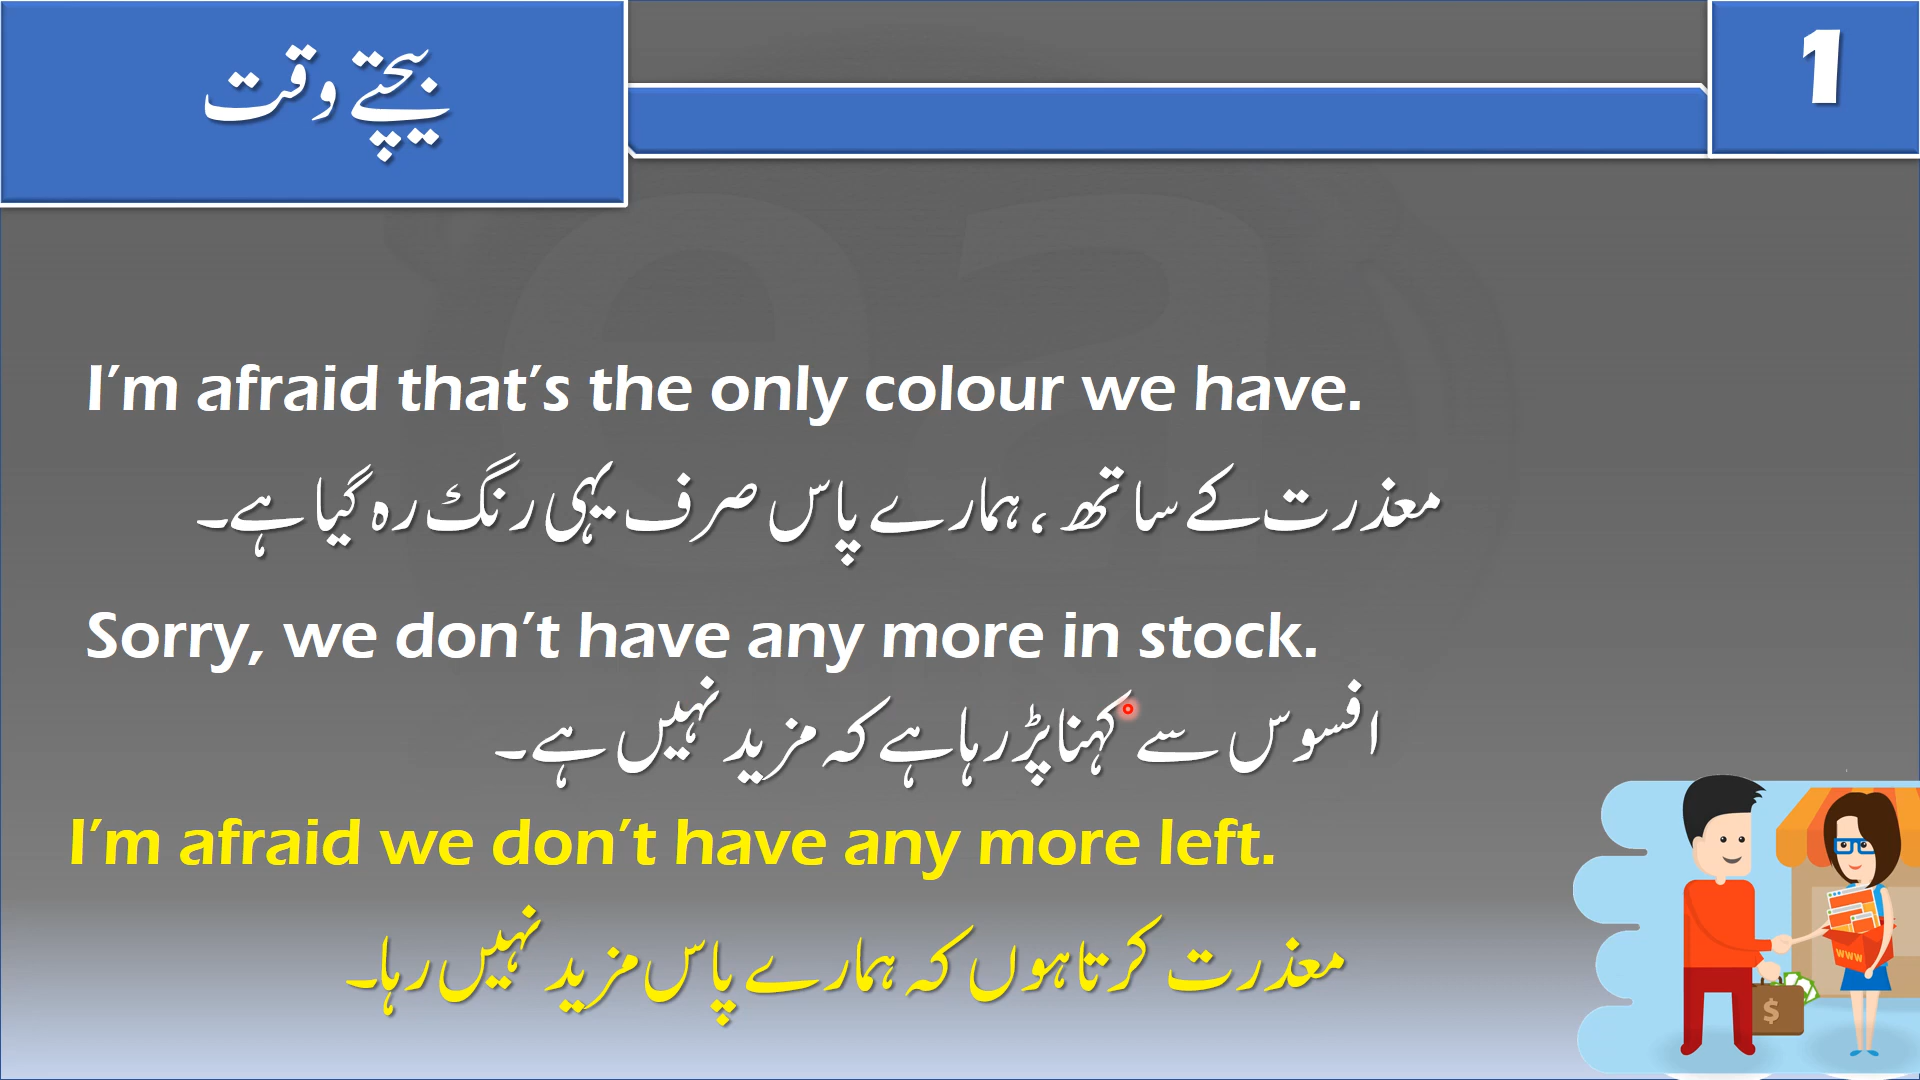 بیچتے وقت
1
I'm afraid that's the only colour we have.
معذرت کے ساتھ ، ہمارے پاس صرف یہی رنگ رہ گیا ہے۔
Sorry, we don't have any more in stock.
افسوس سے کہنا پڑ رہا ہے کہ مزید نہیں ہے۔
I'm afraid we don't have any more left.
معذرت کرتا ہوں کہ ہمارے پاس مزید نہیں رہا۔
www
$
ea